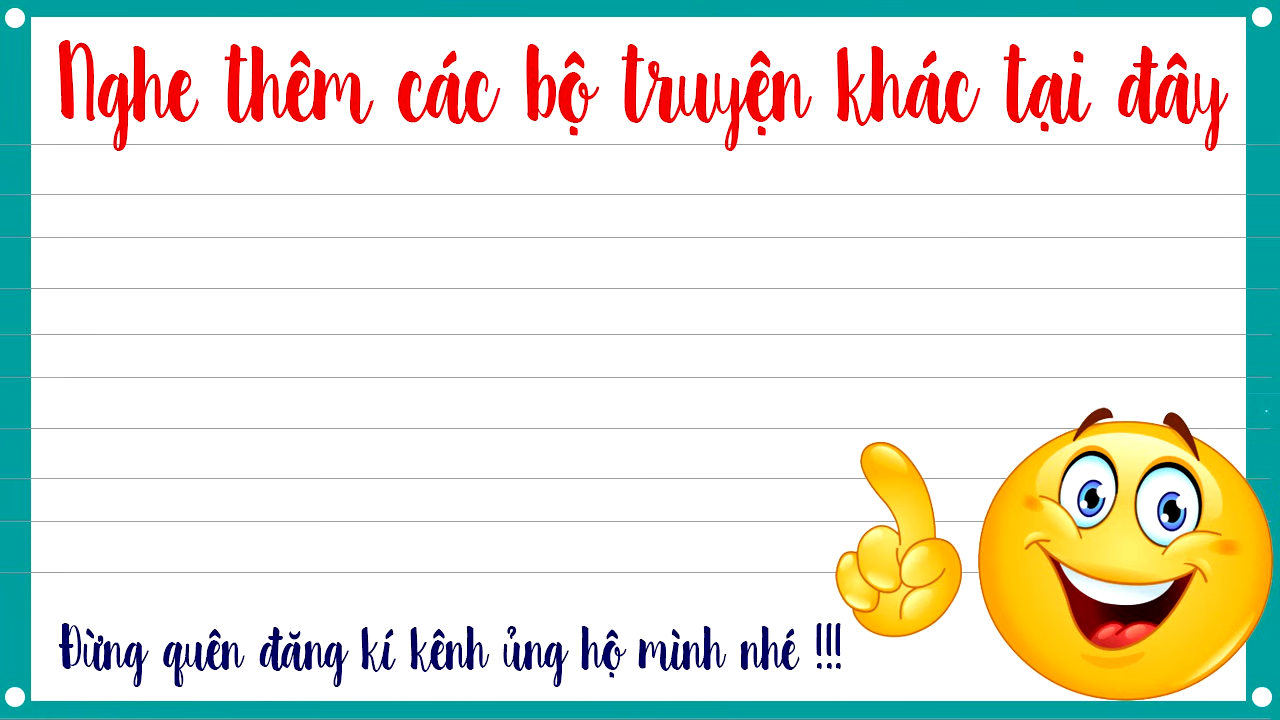 Nghe thêm các bộ truyện khác tại đây
Đừng quên đăng kí kênh ủng hộ mình nhé !!!